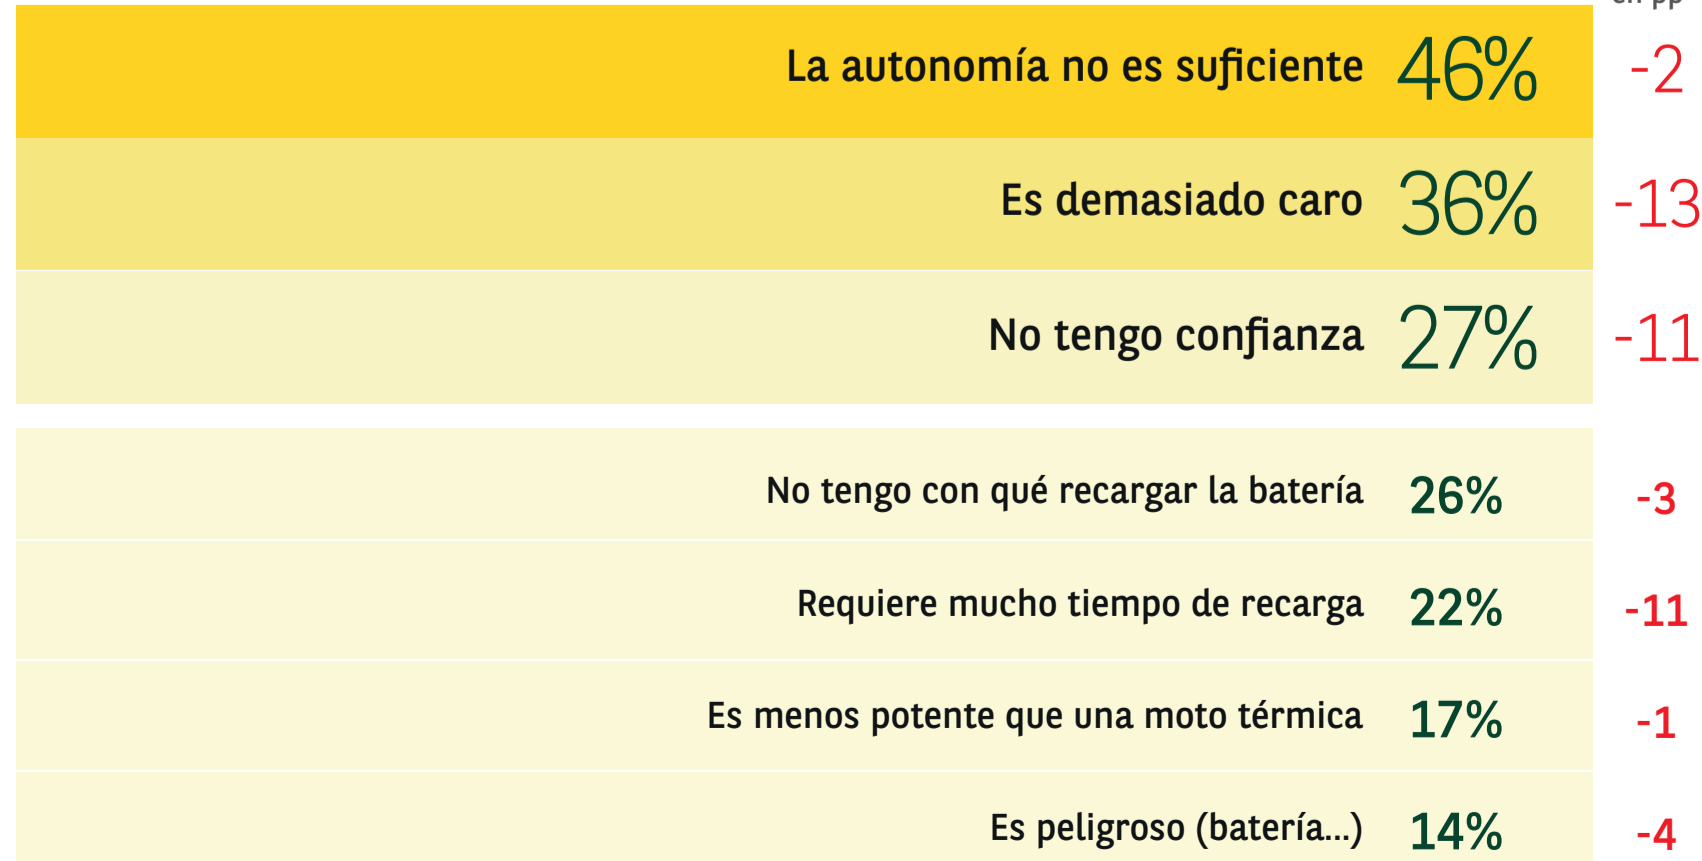 en pp
La autonomía no es suficiente 46% -2
Es demasiado caro 36% -13
No tengo confianza 27% -11
No tengo con qué recargar la batería 26% -3
Requiere mucho tiempo de recarga 22% -11
Es menos potente que una moto térmica 17% -1
Es peligroso (batería...) 14% -4